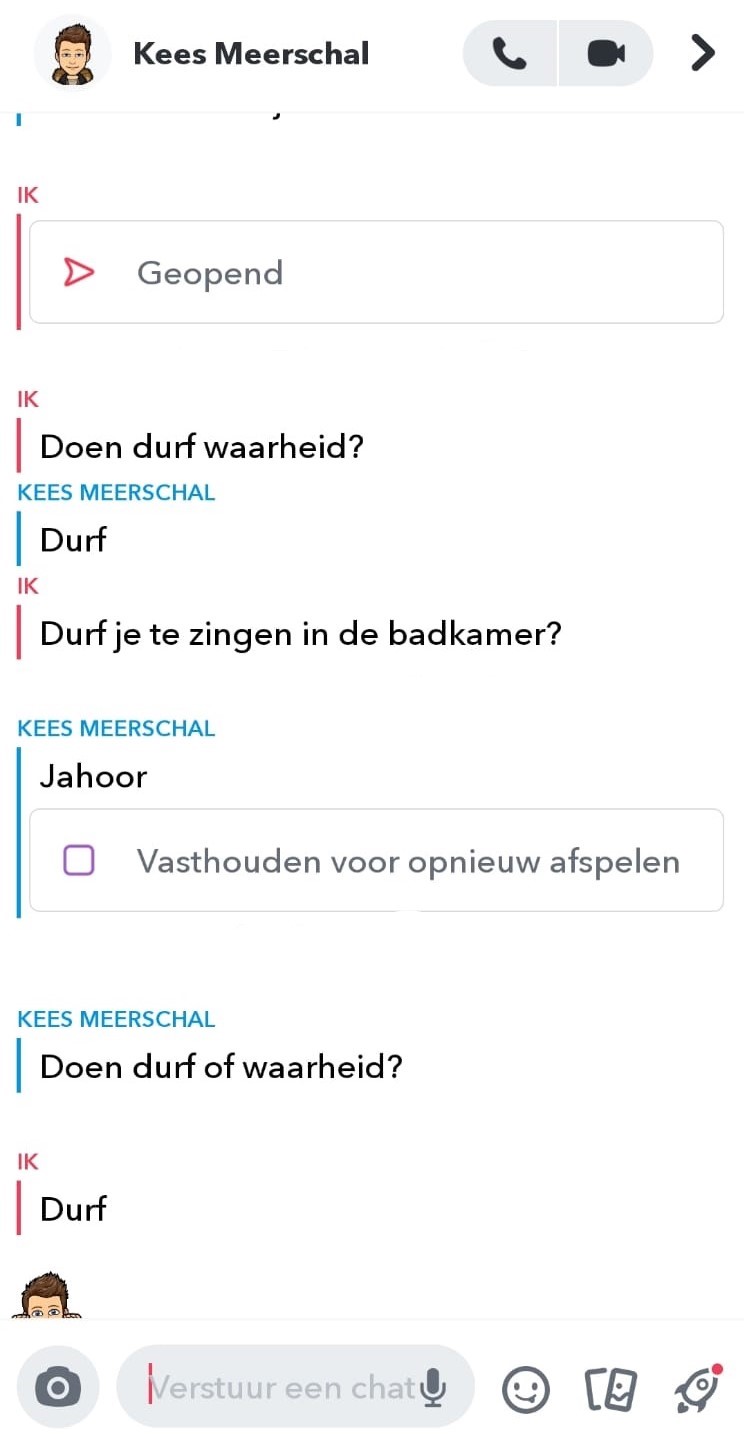 Kees Meerschal
IK
Geopend
IK
Doen durf waarheid?
KEES MEERSCHAL
Durf
IK
Durf je te zingen in de badkamer?
KEES MEERSCHAL
Jahoor
Vasthouden voor opnieuw afspelen
KEES MEERSCHAL
Doen durf of waarheid?
IK
Durf
Verstuur een chat